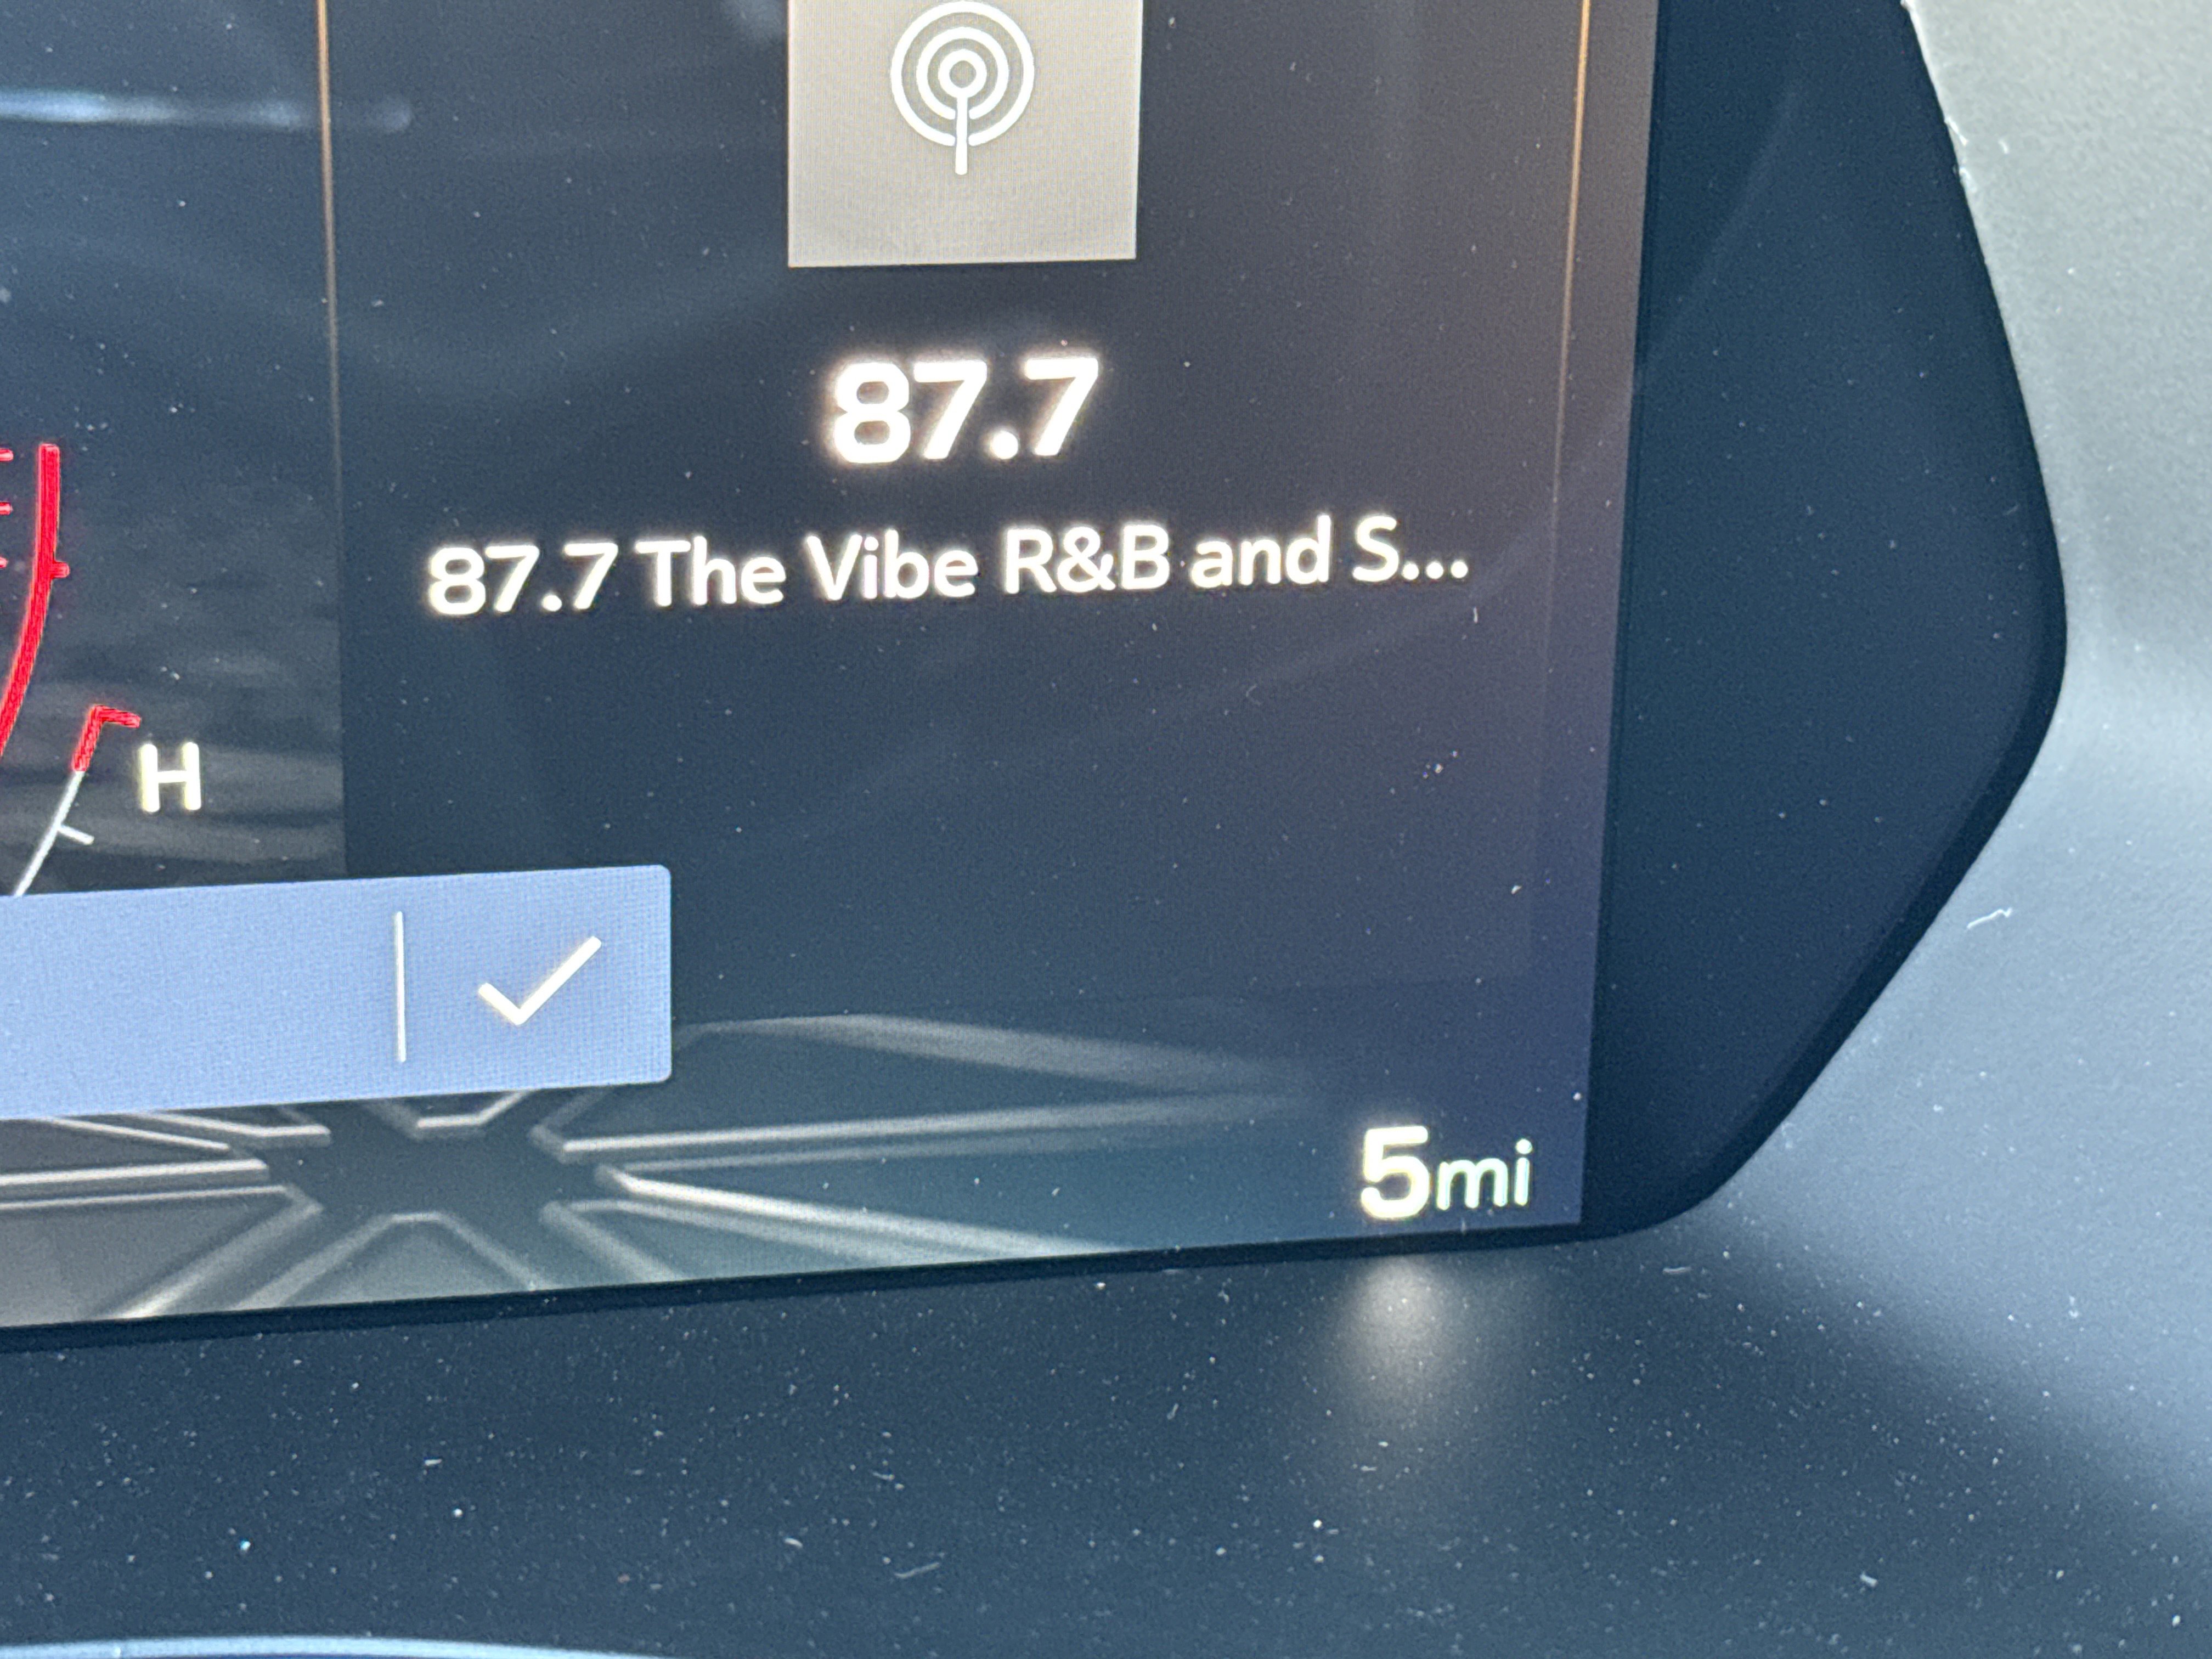 87.7
87.7 The Vibe R&B and S...
H
5mi